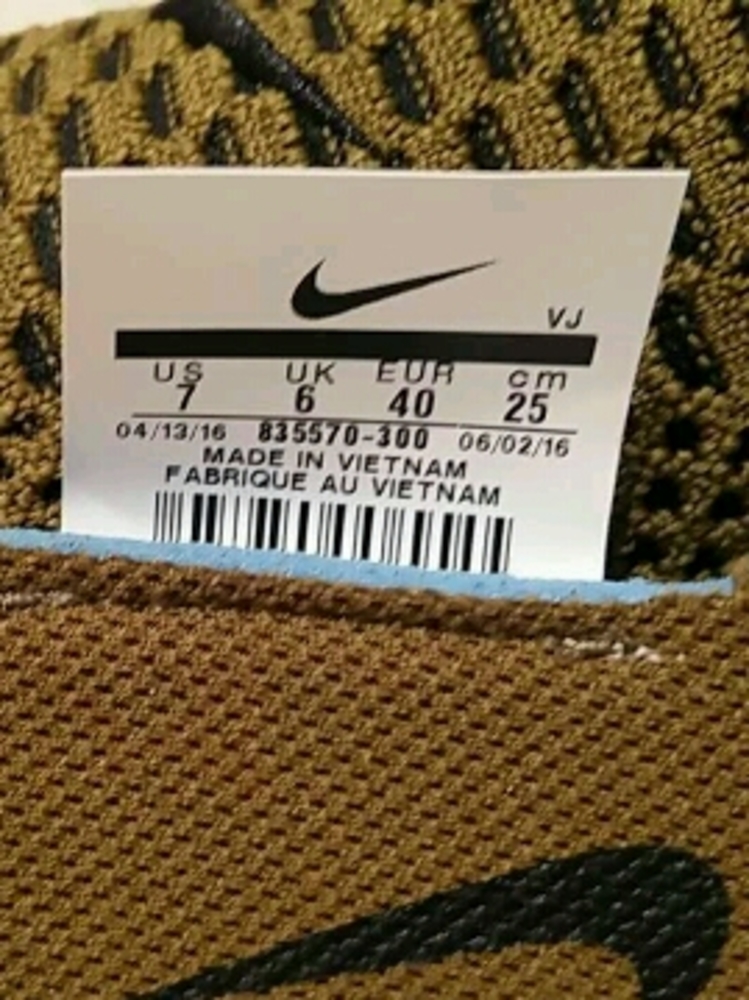 VJ
US UK EUR cm
7 6 40 25
04/13/16 835570-300 06/02/16
MADE IN VIETNAM
FABRIQUE AU VIETNAM